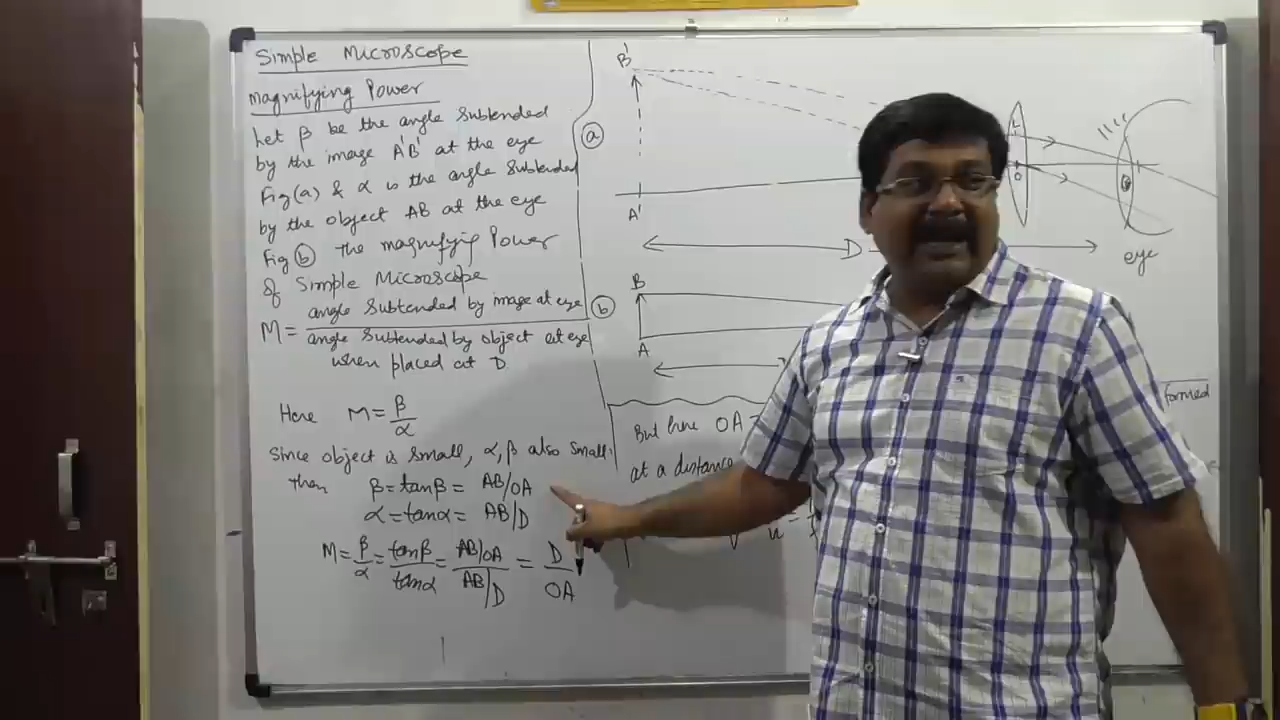 Simple Microscope
Magnifying Power
Let β be the angle subtended
by the image A'B' at the eye
Fig(a) & α is the angle subtended
by the object AB at the eye
Fig (b) The magnifying Power
of Simple Microscope
M = angle subtended by image at eye
angle subtended by object at eye
when placed at D
Here M = β/α
Since object is small, α, β also small.
Then β = tanβ = AB/OA
α = tanα = AB/D
M = β/α = tanβ/tanα = AB/OA / AB/D = D/OA
(a)
B'
A'
D
L
O
eye
(b)
B
A
But here OA =
at a distance
u =
formed